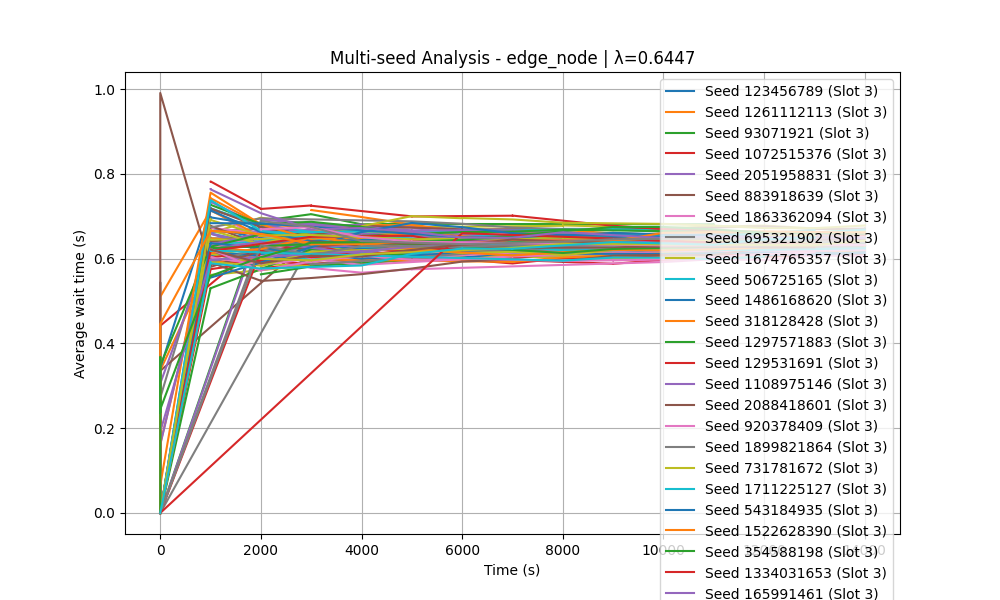 Multi-seed Analysis - edge_node | λ=0.6447
Average wait time (s)
1.0
0.8
0.6
0.4
0.2
0.0
0
2000
4000
6000
8000
10000
Time (s)
Seed 123456789 (Slot 3)
Seed 1261112113 (Slot 3)
Seed 93071921 (Slot 3)
Seed 1072515376 (Slot 3)
Seed 2051958831 (Slot 3)
Seed 883918639 (Slot 3)
Seed 1863362094 (Slot 3)
Seed 695321902 (Slot 3)
Seed 1674765357 (Slot 3)
Seed 506725165 (Slot 3)
Seed 1486168620 (Slot 3)
Seed 318128428 (Slot 3)
Seed 1297571883 (Slot 3)
Seed 129531691 (Slot 3)
Seed 1108975146 (Slot 3)
Seed 2088418601 (Slot 3)
Seed 920378409 (Slot 3)
Seed 1899821864 (Slot 3)
Seed 731781672 (Slot 3)
Seed 1711225127 (Slot 3)
Seed 543184935 (Slot 3)
Seed 1522628390 (Slot 3)
Seed 354588198 (Slot 3)
Seed 1334031653 (Slot 3)
Seed 165991461 (Slot 3)